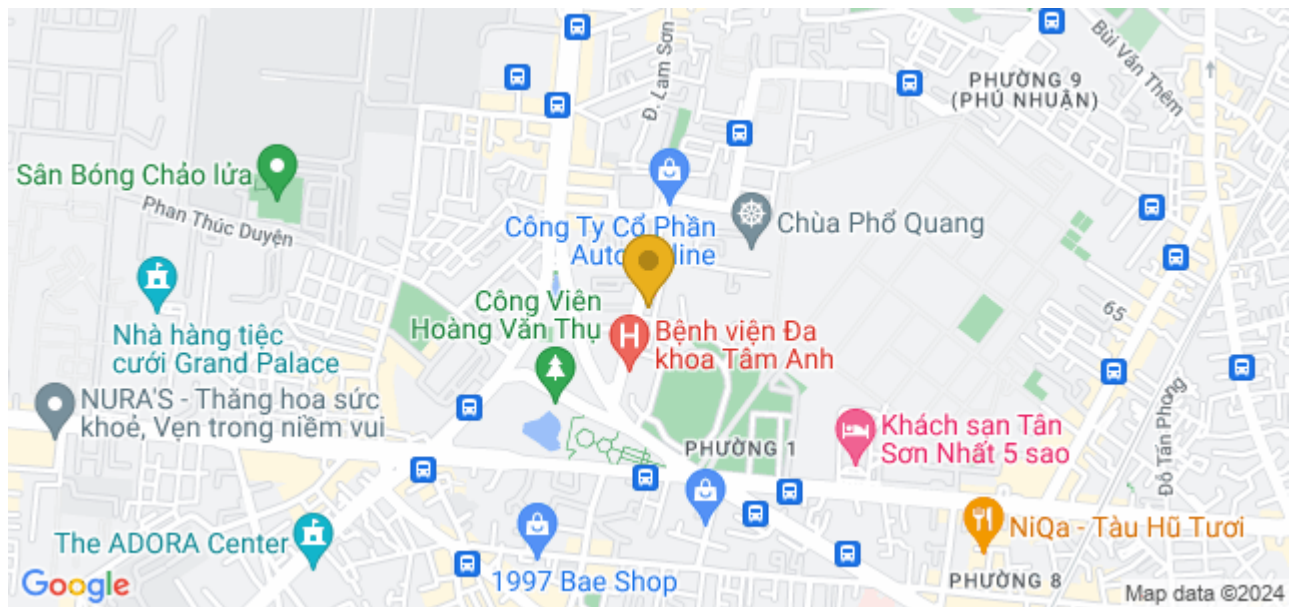 Đ. Lam Sơn
Bùi Văn Thêm
PHƯỜNG 9
(PHÚ NHUẬN)
Sân Bóng Chảo lửa
Phan Thúc Duyện
Công Ty Cổ Phần
Chùa Phổ Quang
Công Viên
Hoàng Văn Thụ
65
Bệnh viện Đa
khoa Tâm Anh
H
Nhà hàng tiệc
cưới Grand Palace
NURA'S - Thăng hoa sức
khoẻ, Vẹn trong niềm vui
Khách sạn Tân
Sơn Nhất 5 sao
PHƯỜNG 1
Đỗ Tấn Phong
NiQa - Tàu Hũ Tươi
The ADORA Center
1997 Bae Shop
PHƯỜNG 8
Google
Map data ©2024